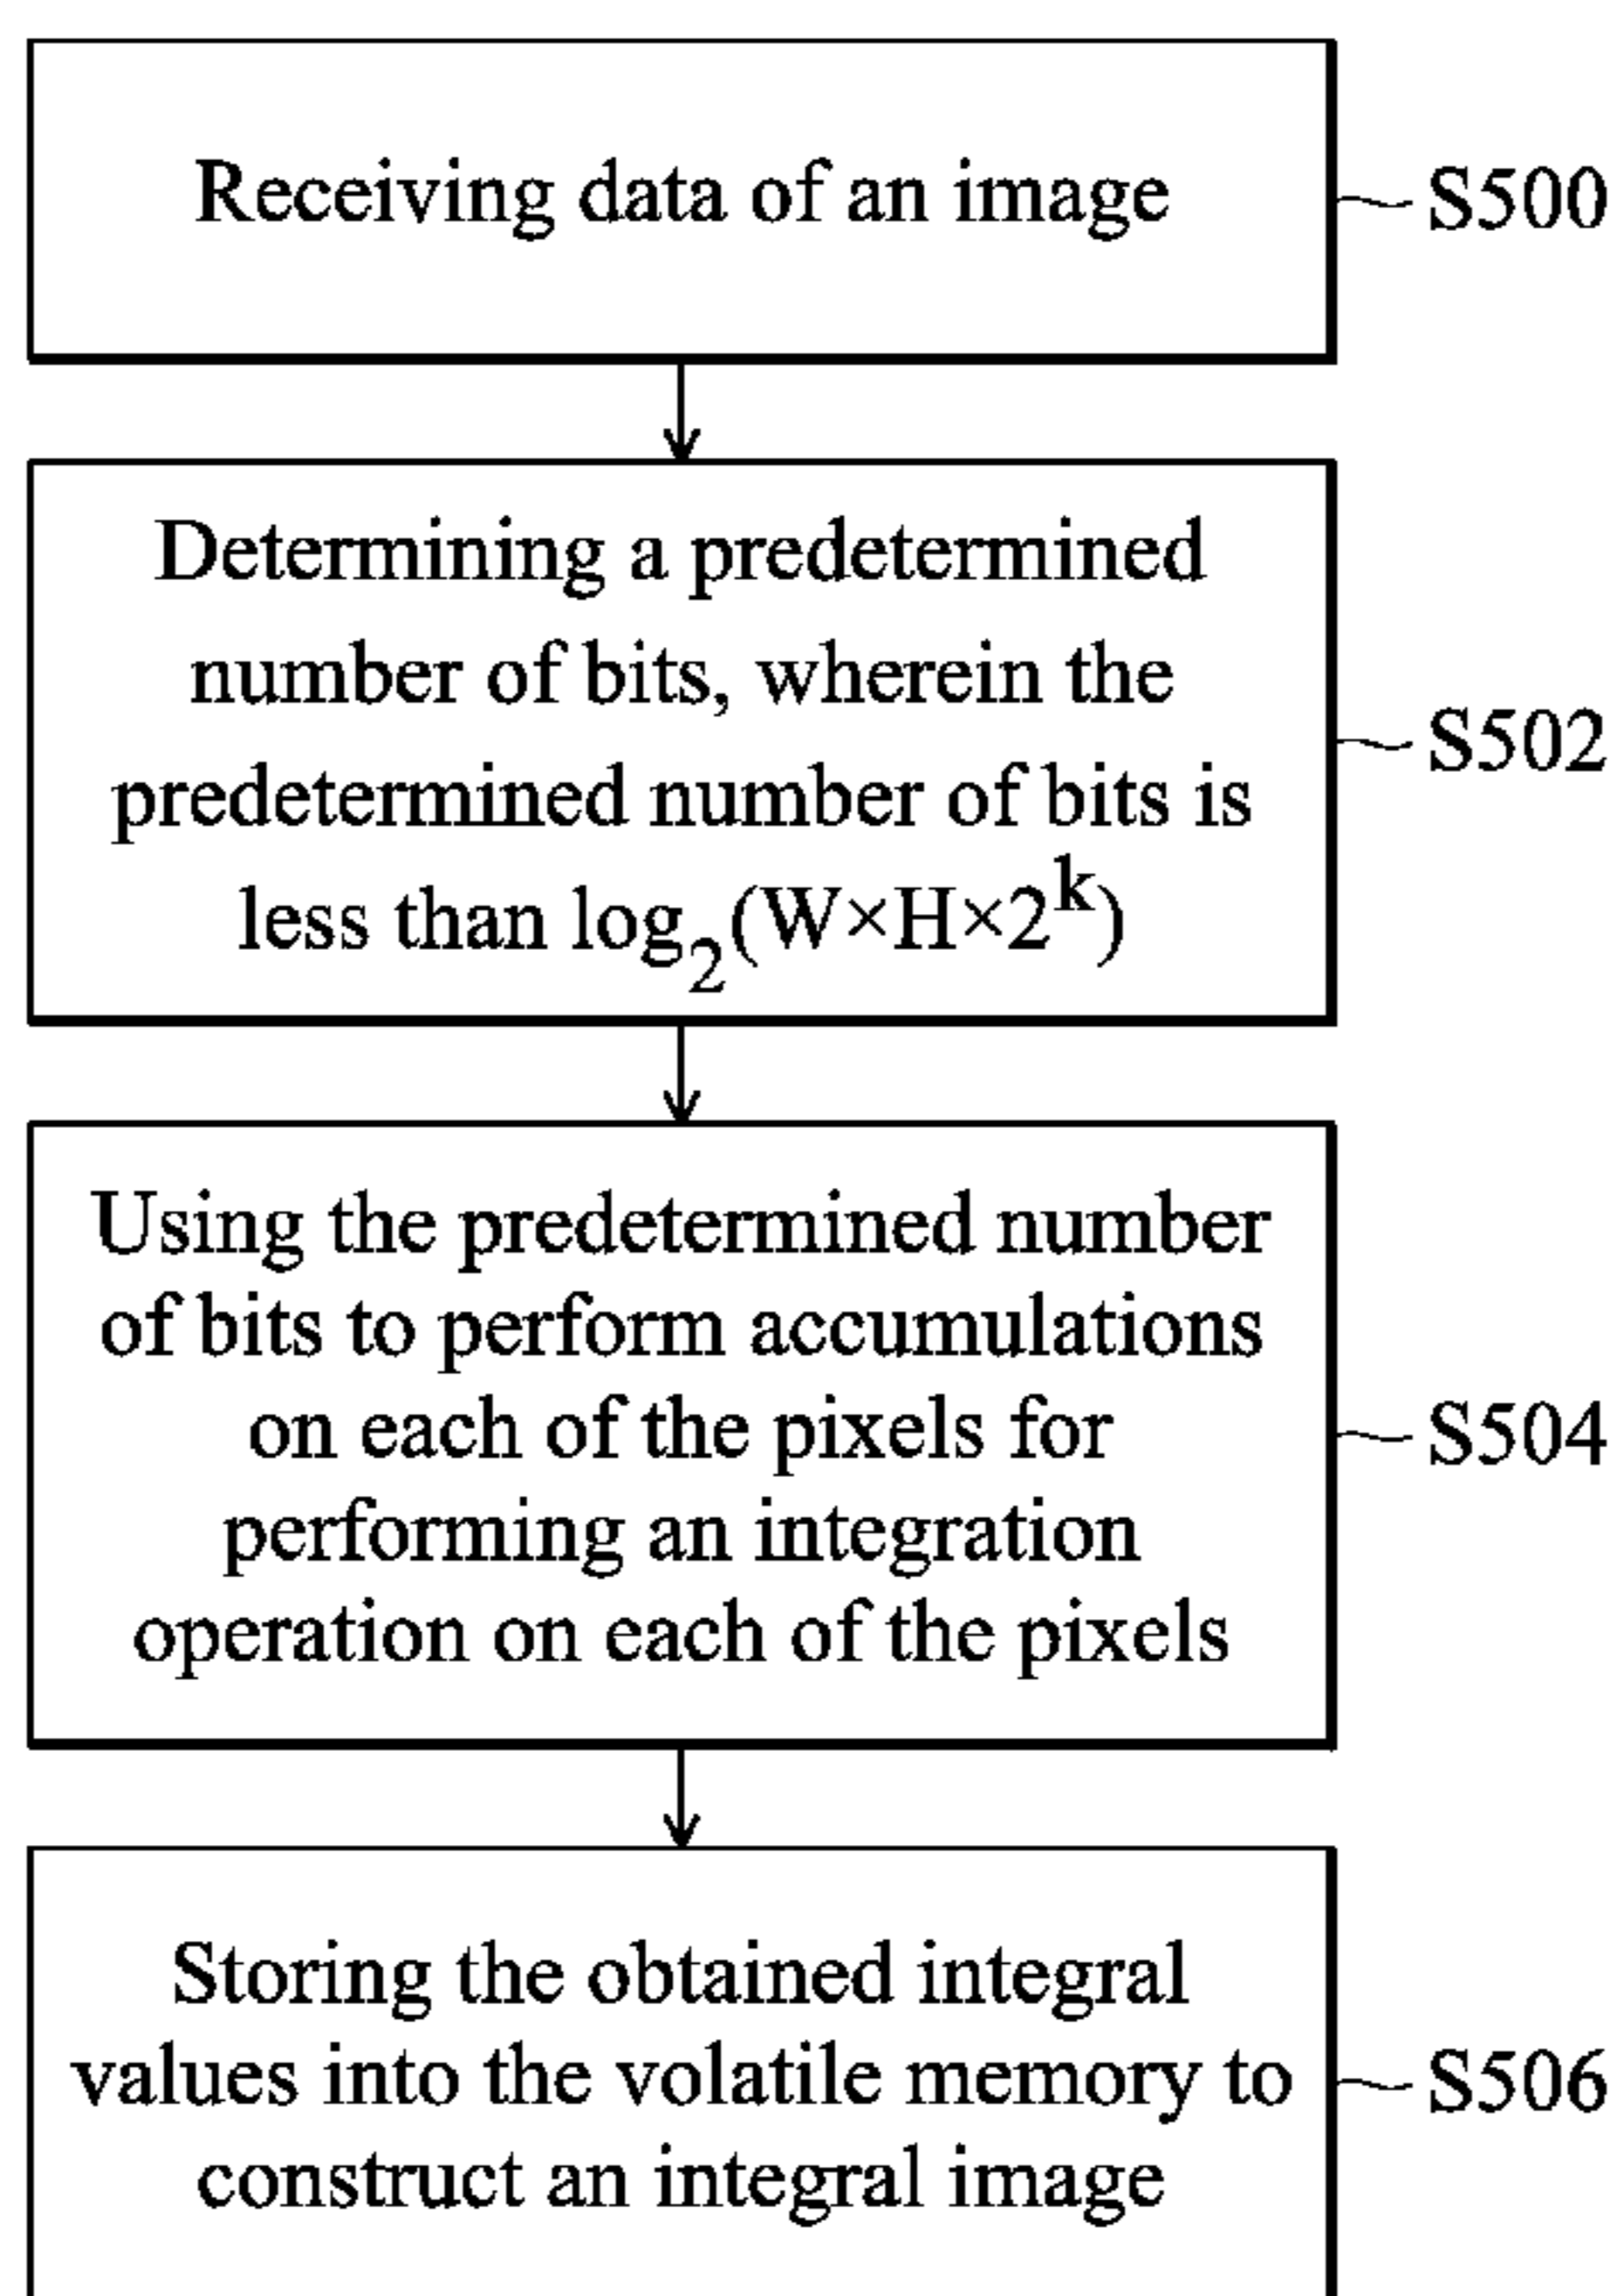 Receiving data of an image
S500
Determining a predetermined
number of bits, wherein the
predetermined number of bits is
less than log₂(W×H×2ᵏ)
S502
Using the predetermined number
of bits to perform accumulations
on each of the pixels for
performing an integration
operation on each of the pixels
S504
Storing the obtained integral
values into the volatile memory to
construct an integral image
S506